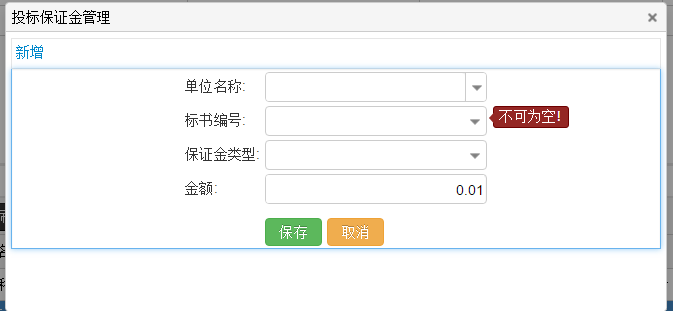 投标保证金管理
新增
单位名称:
标书编号:
不可为空!
保证金类型:
金额:
0.01
保存
取消